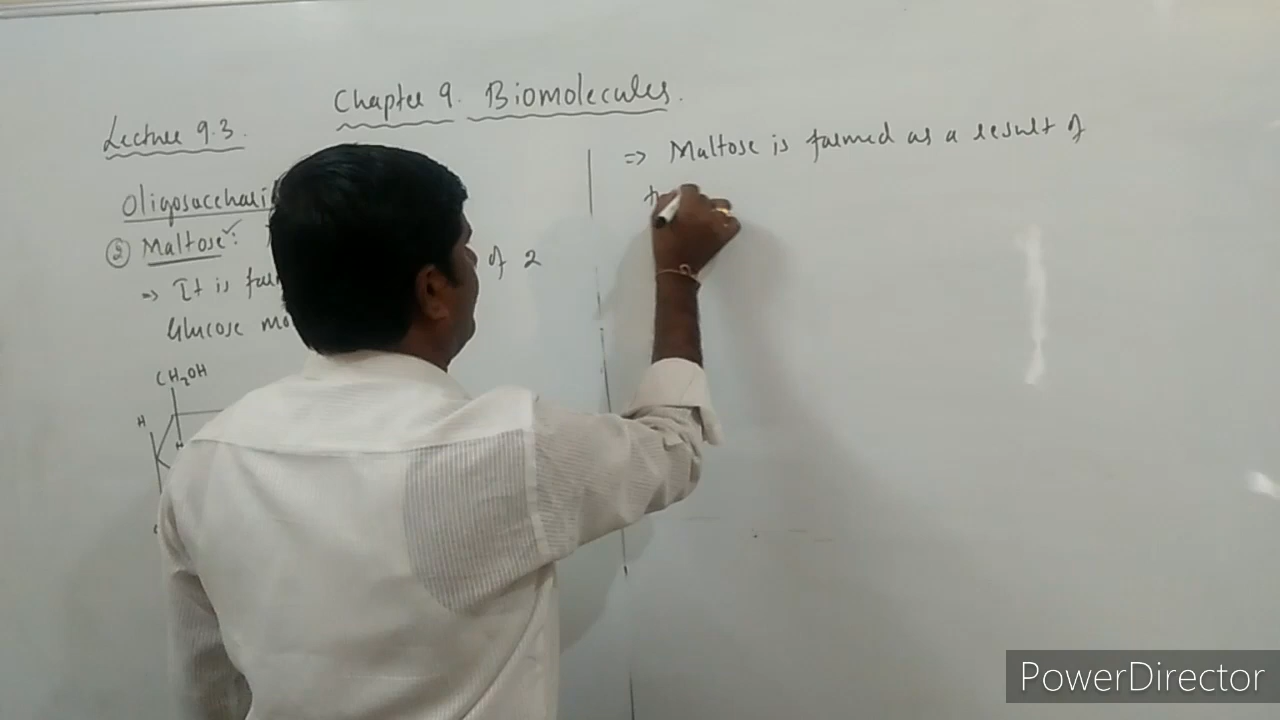 Chapter 9. Biomolecules.
Lecture 9.3.
Oligosacchari
② Maltose✓:
⇒ It is for of 2
Glucose mo
CH₂OH
H
H
⇒ Maltose is formed as a result of
PowerDirector